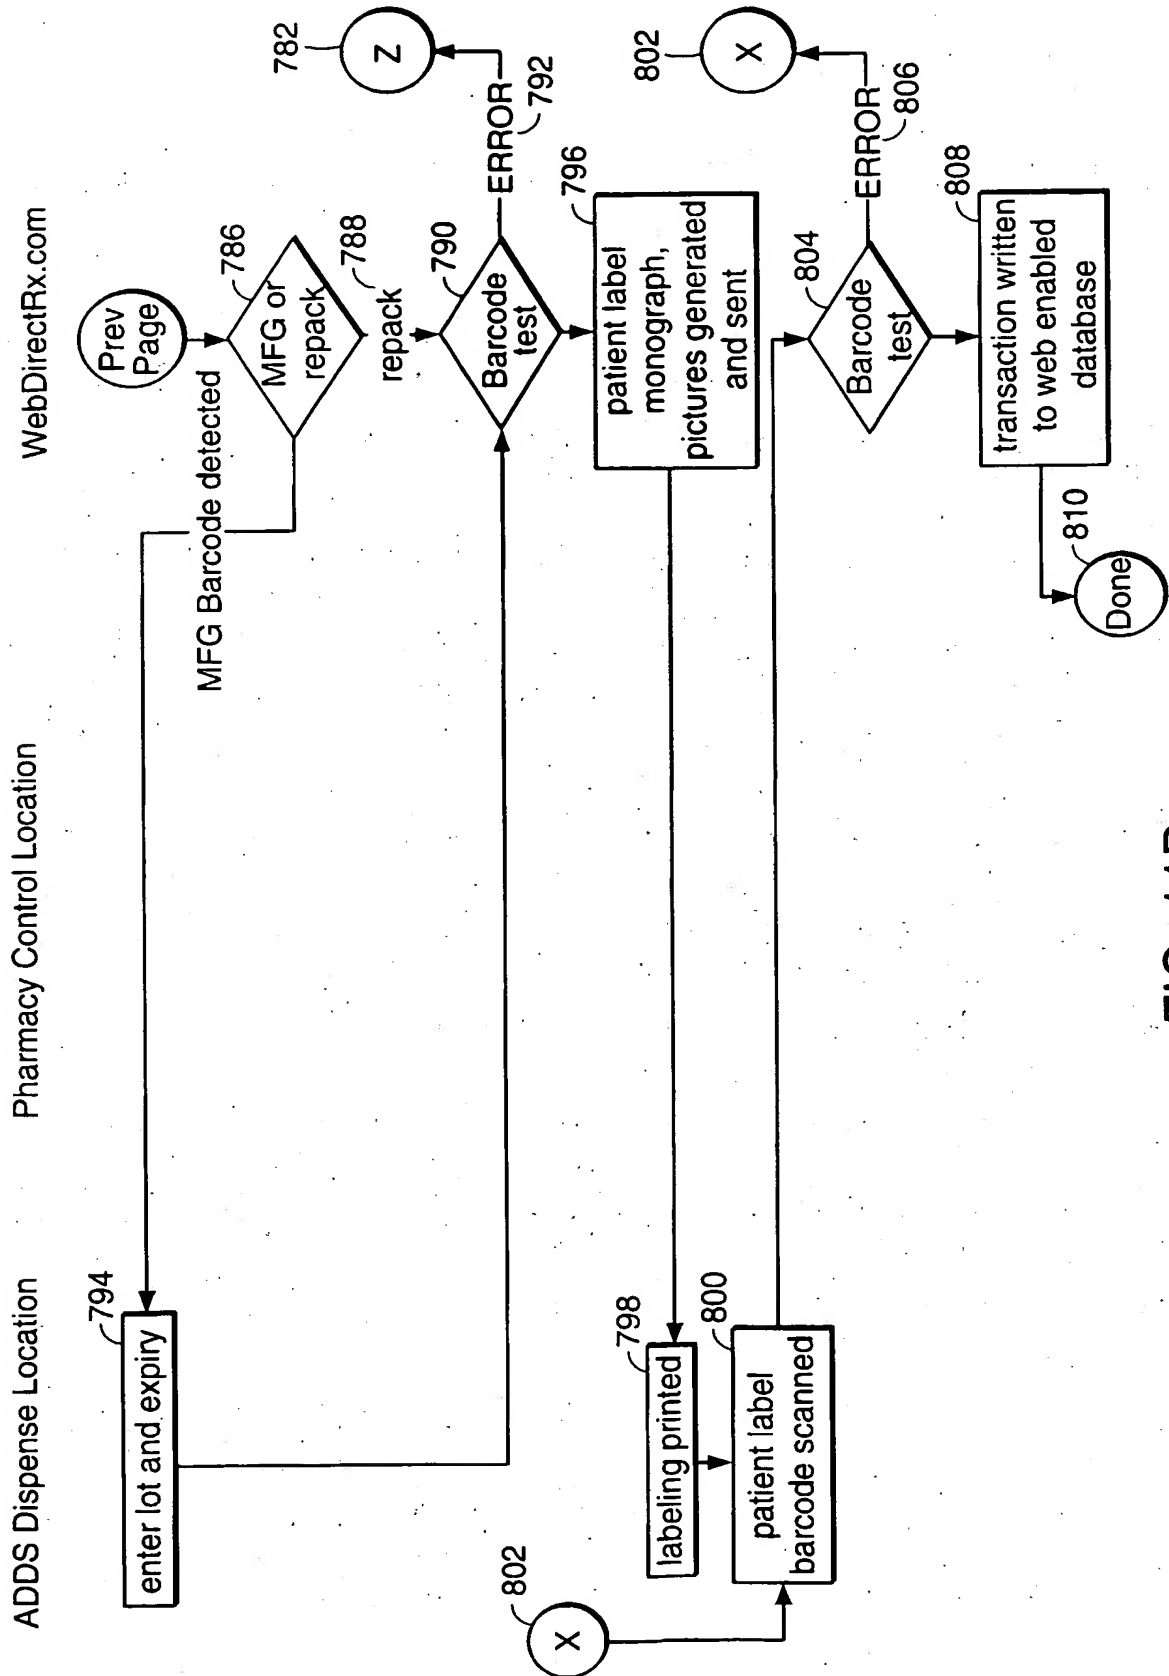 ADDS Dispense Location
Pharmacy Control Location
WebDirectRx.com
Prev
Page
786
MFG or
repack
MFG Barcode detected
788
repack
794
enter lot and expiry
790
Barcode
test
ERROR
792
782
Z
796
patient label
monograph,
pictures generated
and sent
798
labeling printed
800
patient label
barcode scanned
802
X
804
Barcode
test
ERROR
806
802
X
808
transaction written
to web enabled
database
810
Done